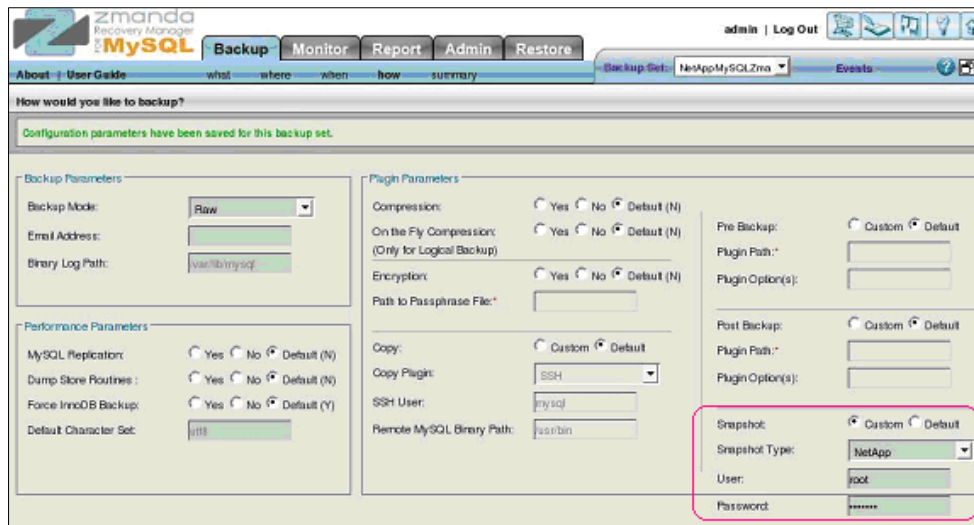 zmanda
Recovery Manager
FOR MySQL
Backup Monitor Report Admin Restore
admin | Log Out
About | User Guide what where when how summary
Backup Set: NetAppMySQLZma Events
How would you like to backup?
Configuration parameters have been saved for this backup set.
Backup Parameters
Backup Mode: Raw
Email Address:
Binary Log Path: /var/lib/mysql
Performance Parameters
MySQL Replication: Yes No Default (N)
Dump Store Routines : Yes No Default (N)
Force InnoDB Backup: Yes No Default (Y)
Default Character Set: utf8
Plugin Parameters
Compression: Yes No Default (N)
On the Fly Compression: Yes No Default (N)
(Only for Logical Backup)
Encryption: Yes No Default (N)
Path to Passphrase File:*
Copy: Custom Default
Copy Plugin: SSH
SSH User: mysql
Remote MySQL Binary Path: /usr/bin
Pre Backup: Custom Default
Plugin Path:*
Plugin Option(s):
Post Backup: Custom Default
Plugin Path:*
Plugin Option(s):
Snapshot: Custom Default
Snapshot Type: NetApp
User: root
Password: •••••••